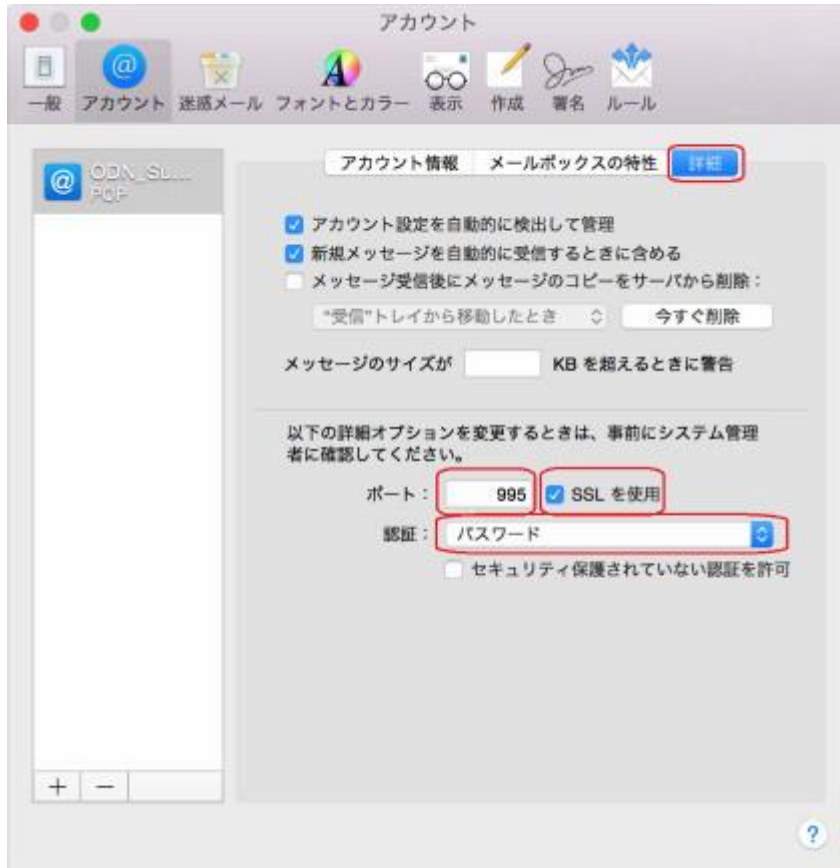 アカウント
一般 アカウント 迷惑メール フォントとカラー 表示 作成 署名 ルール
アカウント情報 メールボックスの特性 詳細
ODN_SL...
POP
アカウント設定を自動的に検出して管理
新規メッセージを自動的に受信するときに含める
メッセージ受信後にメッセージのコピーをサーバから削除：
"受信"トレイから移動したとき 今すぐ削除
メッセージのサイズが KB を超えるときに警告
以下の詳細オプションを変更するときは、事前にシステム管理
者に確認してください。
ポート： 995 SSL を使用
認証： パスワード
セキュリティ保護されていない認証を許可
+ −
?